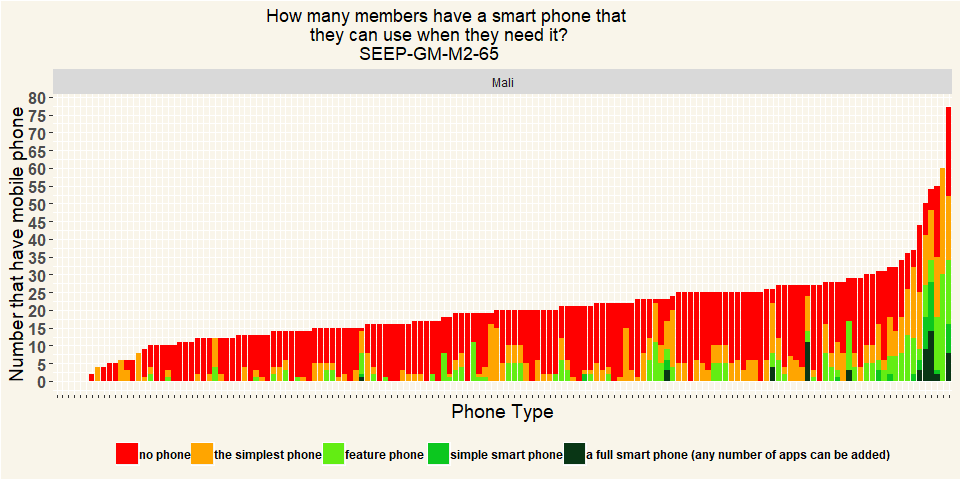 How many members have a smart phone that
they can use when they need it?
SEEP-GM-M2-65
Mali
Number that have mobile phone
80
75
70
65
60
55
50
45
40
35
30
25
20
15
10
5
0
Phone Type
no phone the simplest phone feature phone simple smart phone a full smart phone (any number of apps can be added)